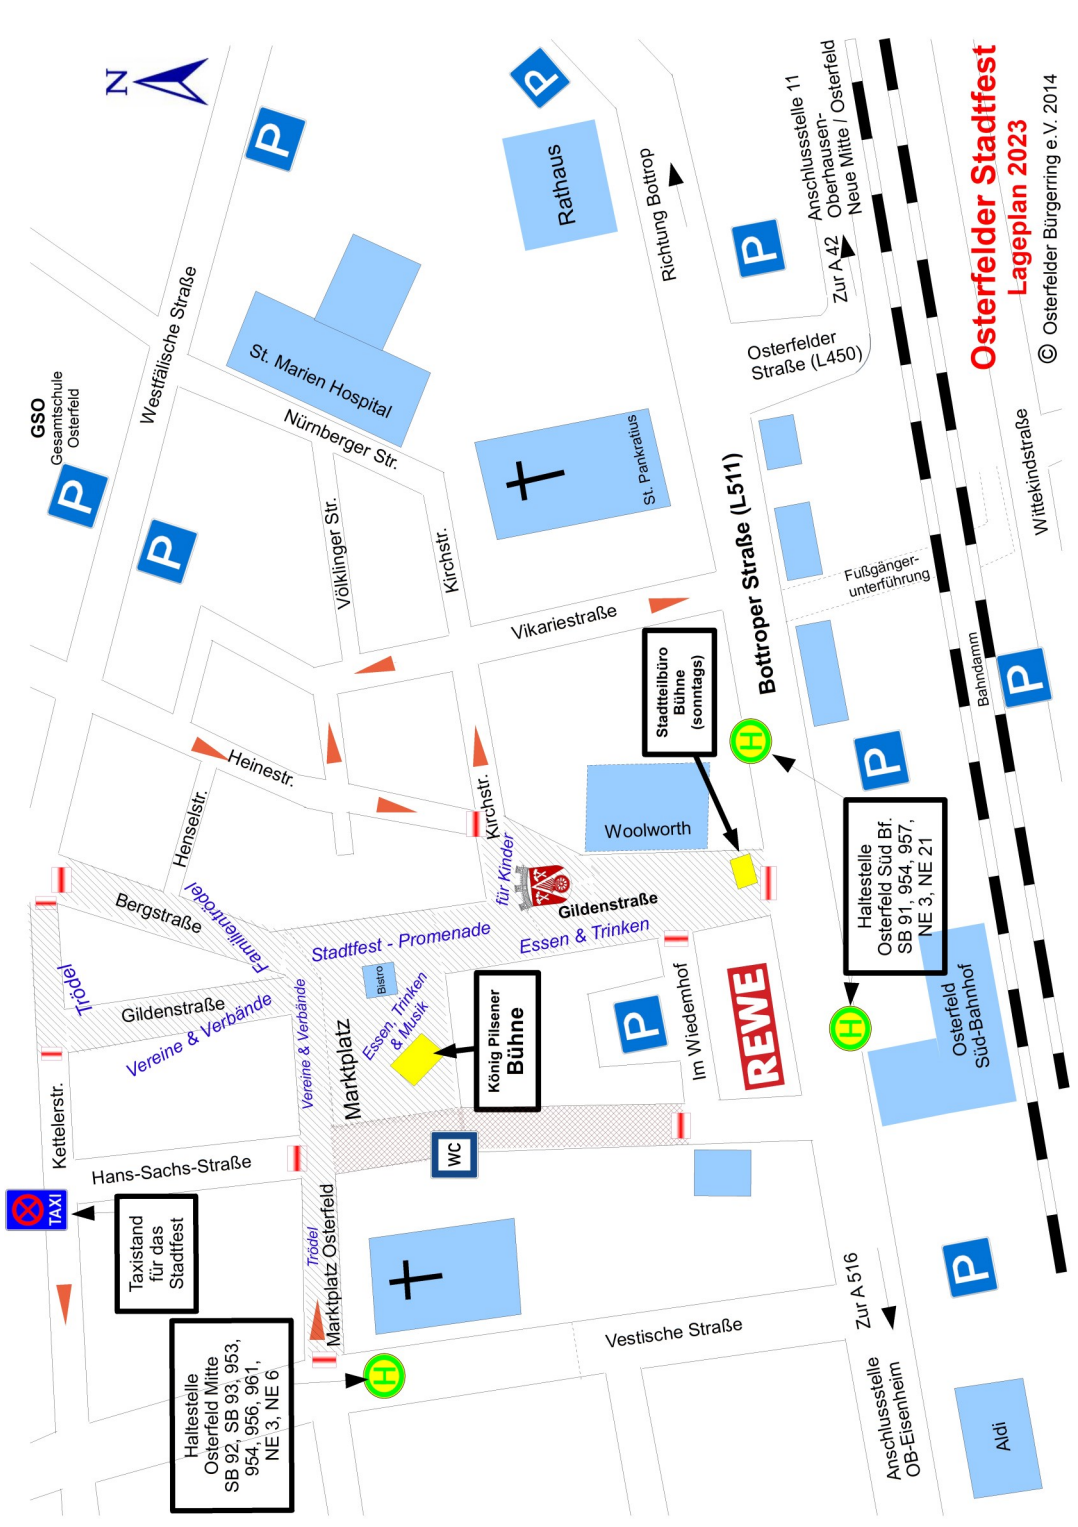 Osterfelder Stadtfest
Lageplan 2023
© Osterfelder Bürgerring e.V. 2014
N
P
P
P
P
P
P
P
P
P
P
GSO
Gesamtschule
Osterfeld
Westfälische Straße
St. Marien Hospital
Nürnberger Str.
Völklinger Str.
Kirchstr.
Rathaus
Richtung Bottrop
Anschlussstelle 11
Oberhausen-
Neue Mitte / Osterfeld
Zur A 42
Osterfelder
Straße (L450)
St. Pankratius
Bottroper Straße (L511)
Fußgänger-
unterführung
Wittekindstraße
Bahndamm
Vikariestraße
Stadtteilbüro
Bühne
(sonntags)
H
Heinestr.
Henselstr.
Kirchstr.
Woolworth
für Kinder
Gildenstraße
Essen & Trinken
Stadtfest - Promenade
Bergstraße
Familientrödel
Trödel
Gildenstraße
Vereine & Verbände
Vereine & Verbände
Marktplatz
Bistro
Essen, Trinken
& Musik
König Pilsener
Bühne
Im Wiedemhof
REWE
Haltestelle
Osterfeld Süd Bf.
SB 91, 954, 957,
NE 3, NE 21
H
Osterfeld
Süd-Bahnhof
Kettelerstr.
Hans-Sachs-Straße
WC
TAXI
Taxistand
für das
Stadtfest
Trödel
Marktplatz Osterfeld
Haltestelle
Osterfeld Mitte
SB 92, SB 93, 953,
954, 956, 961,
NE 3, NE 6
H
Vestische Straße
Zur A 516
Anschlussstelle
OB-Eisenheim
Aldi